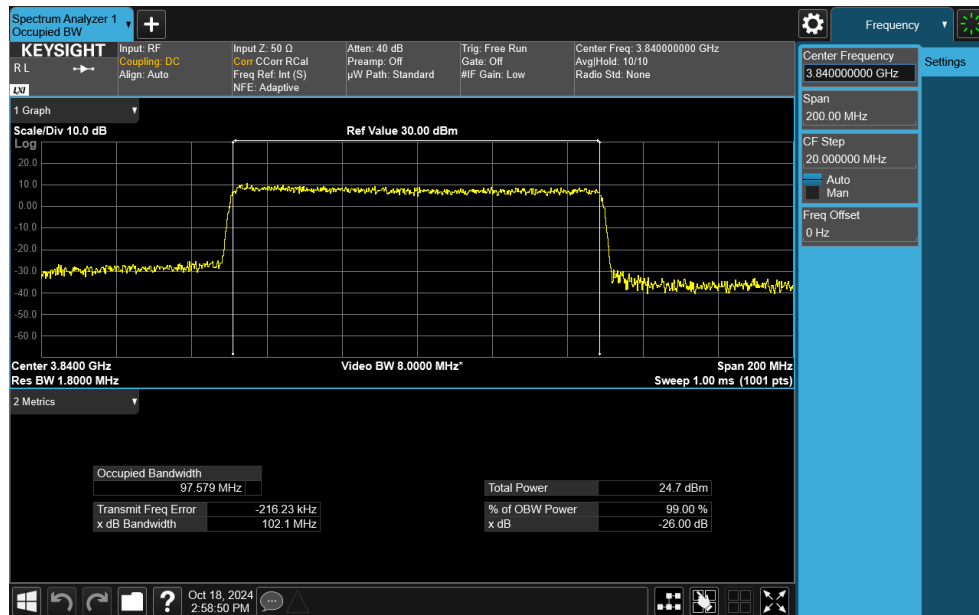 Spectrum Analyzer 1
Occupied BW
Frequency
KEYSIGHT
R L
LXI
Input: RF
Coupling: DC
Align: Auto
Input Z: 50 Ω
Corr CCorr RCal
Freq Ref: Int (S)
NFE: Adaptive
Atten: 40 dB
Preamp: Off
µW Path: Standard
Trig: Free Run
Gate: Off
#IF Gain: Low
Center Freq: 3.840000000 GHz
Avg|Hold: 10/10
Radio Std: None
Center Frequency
3.840000000 GHz
Settings
Span
200.00 MHz
CF Step
20.000000 MHz
Auto
Man
Freq Offset
0 Hz
1 Graph
Scale/Div 10.0 dB
Ref Value 30.00 dBm
Log
20.0
10.0
0.00
-10.0
-20.0
-30.0
-40.0
-50.0
-60.0
Center 3.8400 GHz
Video BW 8.0000 MHz*
Span 200 MHz
Res BW 1.8000 MHz
Sweep 1.00 ms (1001 pts)
2 Metrics
Occupied Bandwidth
97.579 MHz
Total Power 24.7 dBm
Transmit Freq Error -216.23 kHz
% of OBW Power 99.00 %
x dB Bandwidth 102.1 MHz
x dB -26.00 dB
Oct 18, 2024
2:58:50 PM